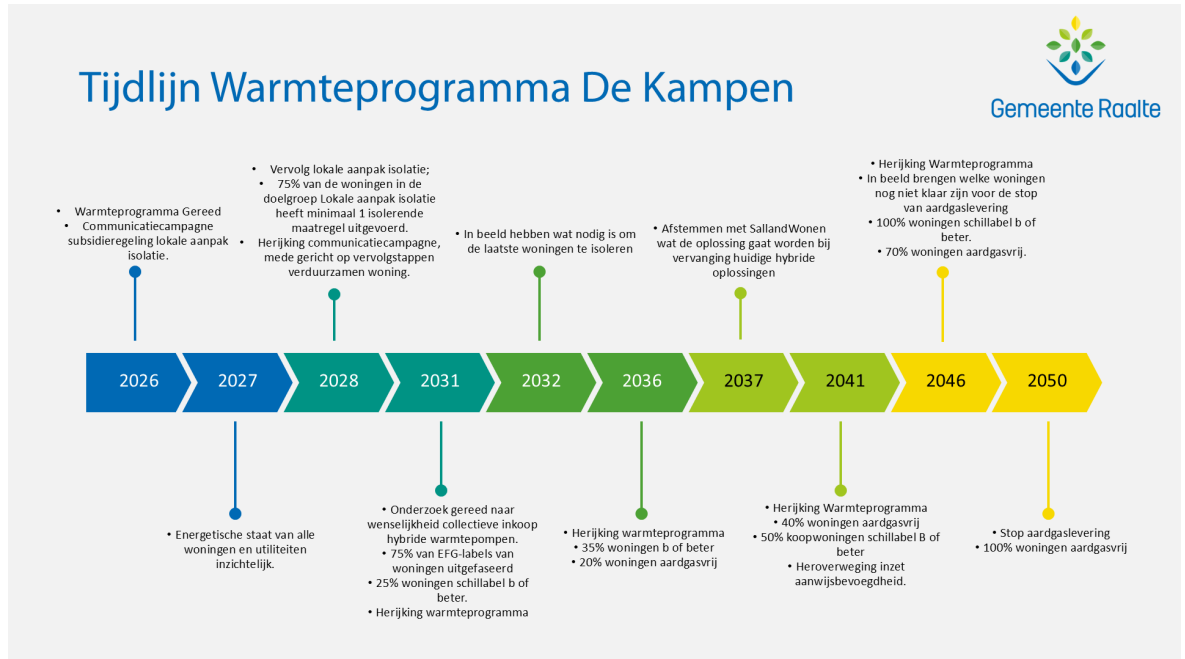 Tijdlijn Warmteprogramma De Kampen
Gemeente Raalte
• Warmteprogramma Gereed
• Communicatiecampagne
subsidieregeling lokale aanpak
isolatie.
• Vervolg lokale aanpak isolatie;
• 75% van de woningen in de
doelgroep Lokale aanpak isolatie
heeft minimaal 1 isolerende
maatregel uitgevoerd.
• Herijking communicatiecampagne,
mede gericht op vervolgstappen
verduurzamen woning.
• In beeld hebben wat nodig is om
de laatste woningen te isoleren
• Afstemmen met SallandWonen
wat de oplossing gaat worden bij
vervanging huidige hybride
oplossingen
• Herijking Warmteprogramma
• In beeld brengen welke woningen
nog niet klaar zijn voor de stop
van aardgaslevering
• 100% woningen schillabel b of
beter.
• 70% woningen aardgasvrij.
2026 2027 2028 2031 2032 2036 2037 2041 2046 2050
• Energetische staat van alle
woningen en utiliteiten
inzichtelijk.
• Onderzoek gereed naar
wenselijkheid collectieve inkoop
hybride warmtepompen.
• 75% van EFG-labels van
woningen uitgefaseerd
• 25% woningen schillabel b of
beter.
• Herijking warmteprogramma
• Herijking warmteprogramma
• 35% woningen b of beter
• 20% woningen aardgasvrij
• Herijking Warmteprogramma
• 40% woningen aardgasvrij
• 50% koopwoningen schillabel B of
beter
• Heroverweging inzet
aanwijsbevoegdheid.
• Stop aardgaslevering
• 100% woningen aardgasvrij